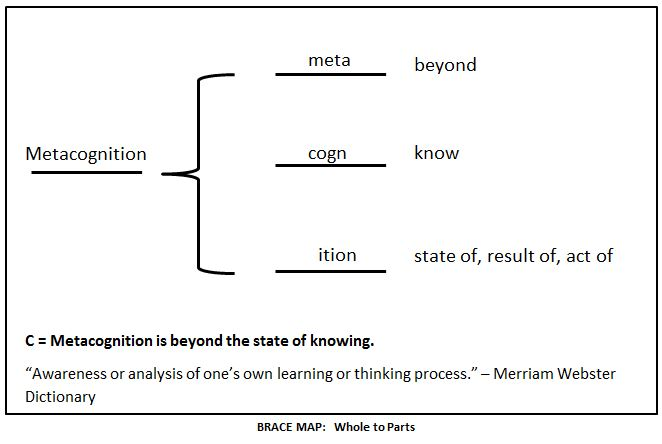 meta beyond
Metacognition
cogn know
ition state of, result of, act of
C = Metacognition is beyond the state of knowing.
“Awareness or analysis of one’s own learning or thinking process.” – Merriam Webster
Dictionary
BRACE MAP: Whole to Parts